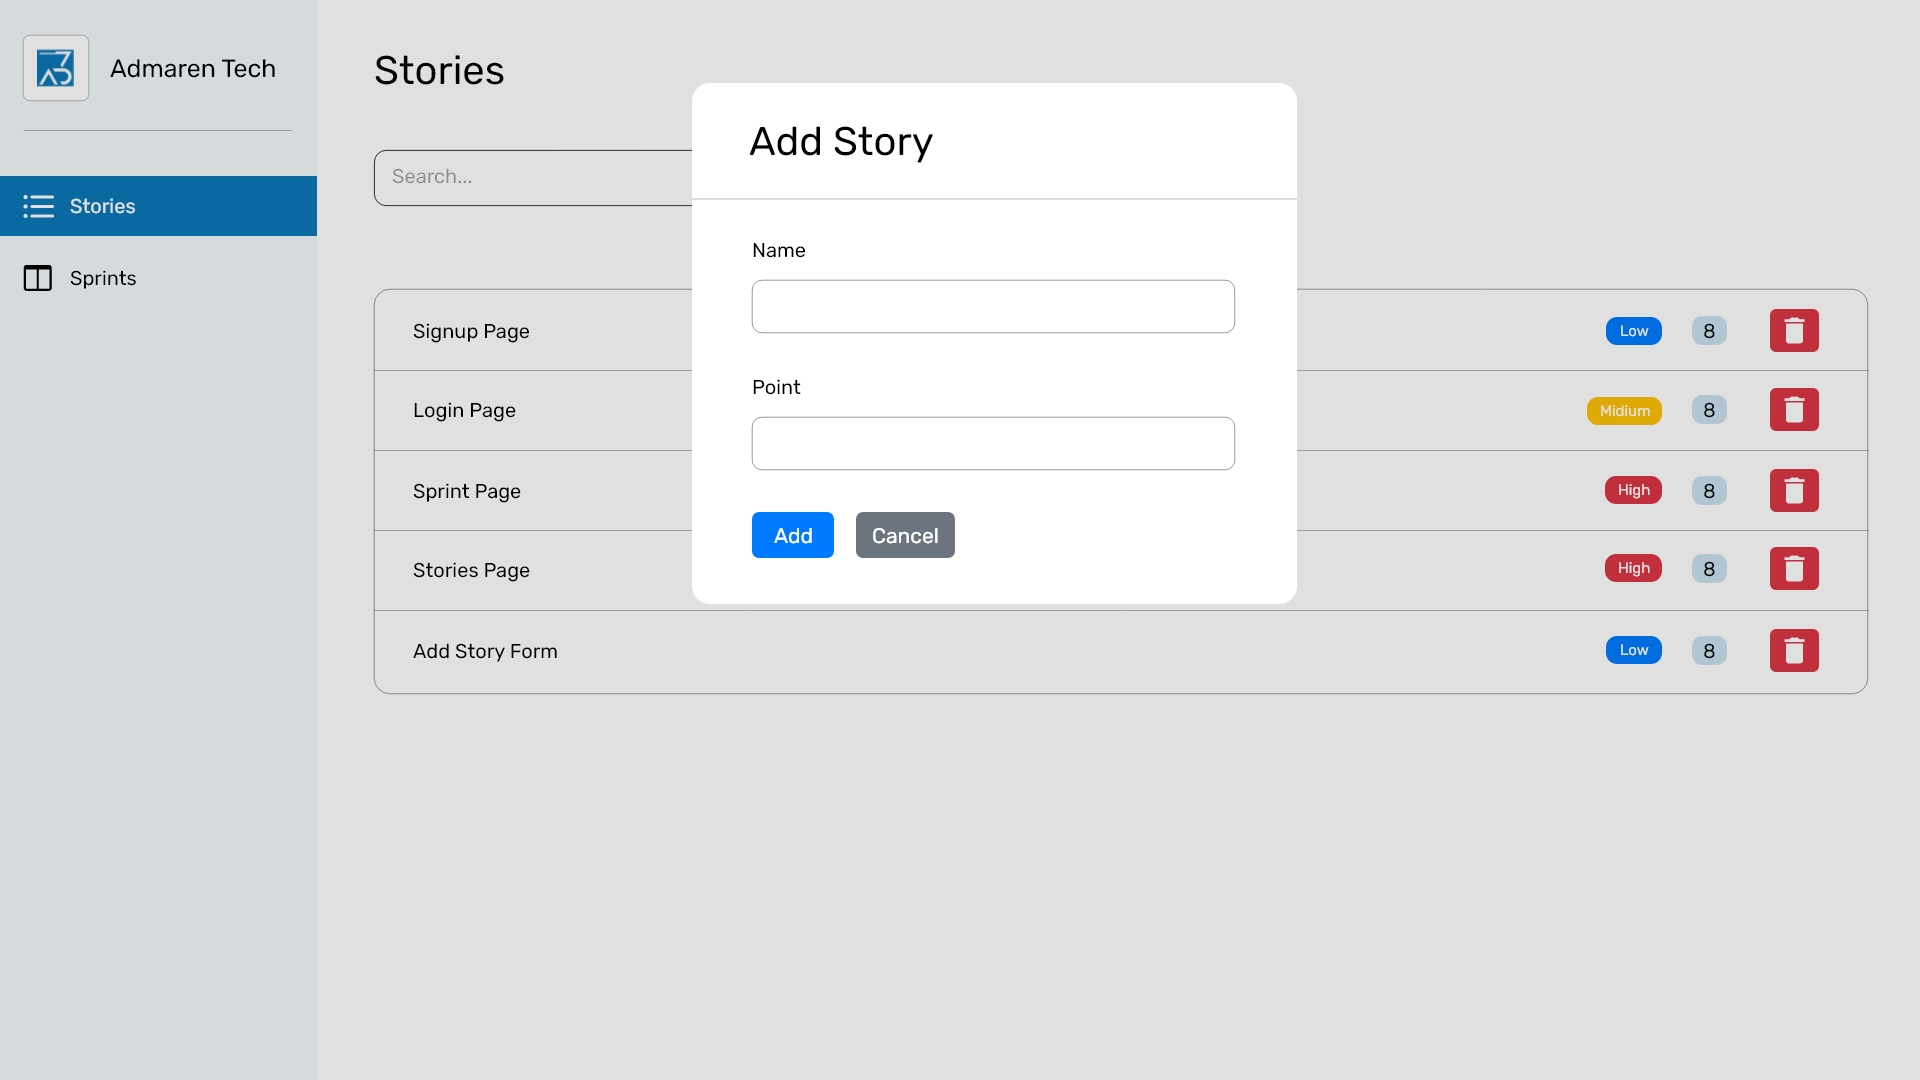 Admaren Tech
Stories
Sprints
Stories
Search...
Add Story
Name
Point
Add
Cancel
Signup Page
Low
8
Login Page
Midium
8
Sprint Page
High
8
Stories Page
High
8
Add Story Form
Low
8